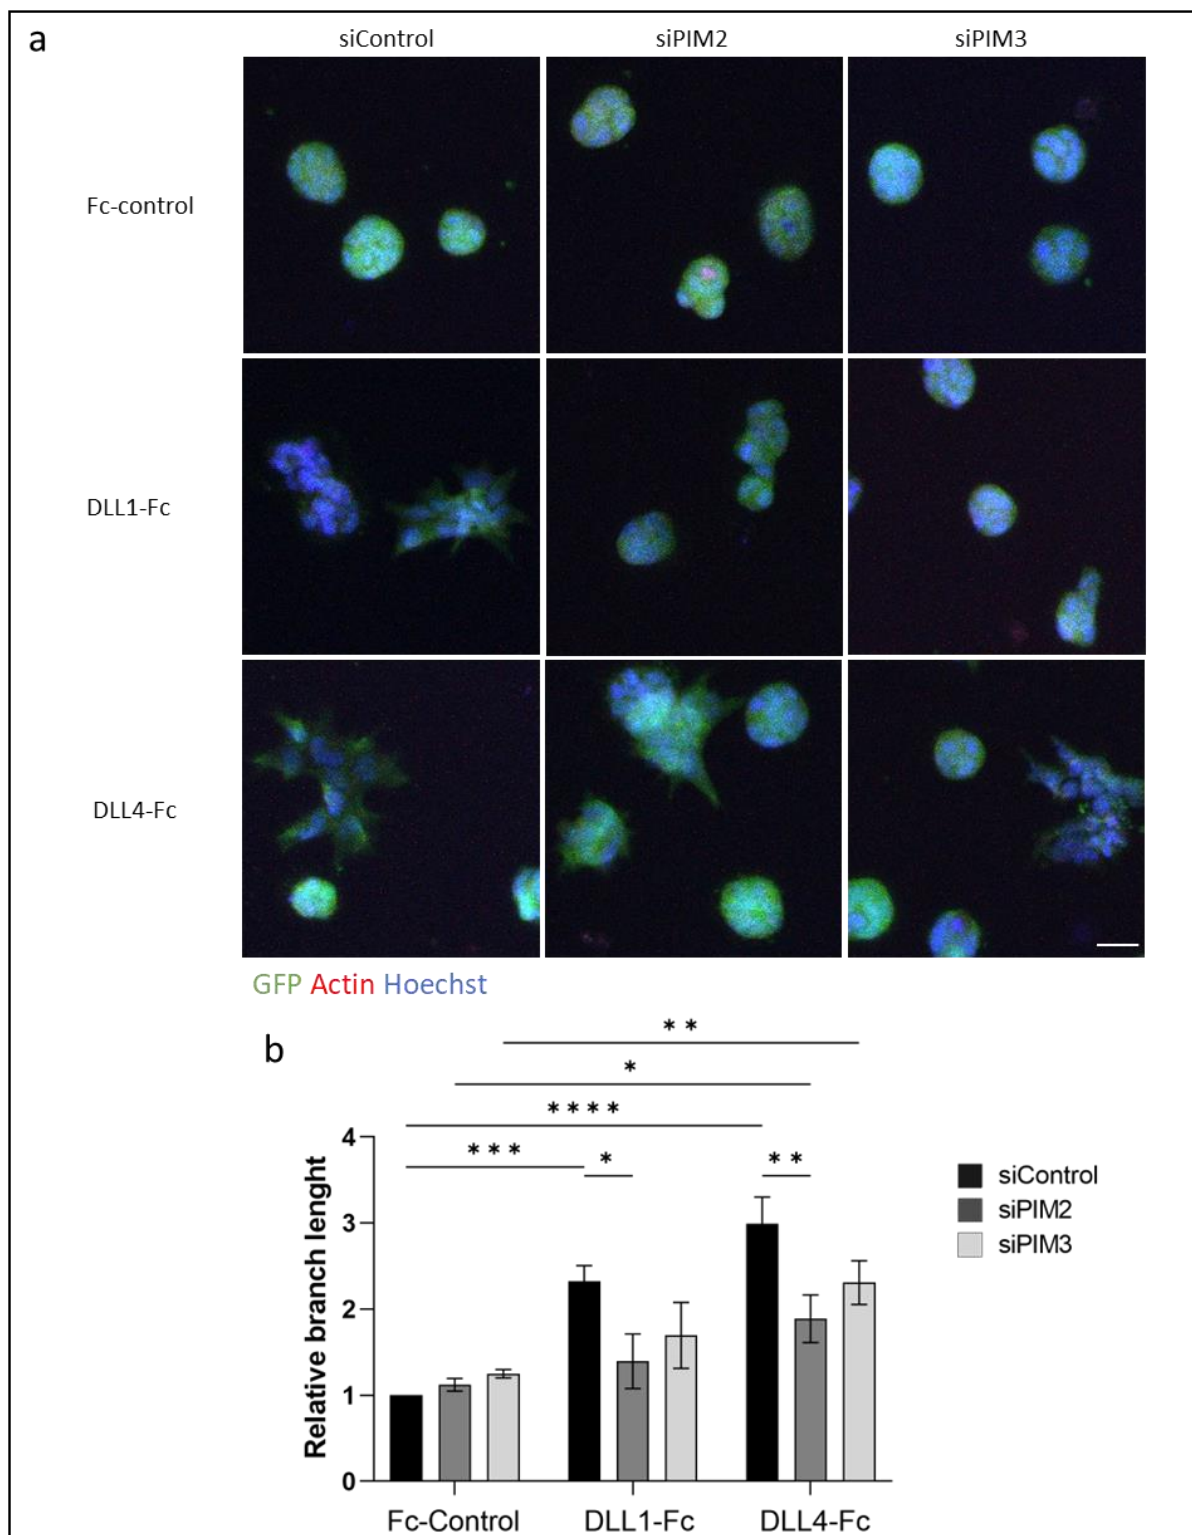 a
siControl siPIM2 siPIM3
Fc-control
DLL1-Fc
DLL4-Fc
GFP Actin Hoechst
b
**
*
****
***
*
**
Relative branch lenght
4
3
2
1
0
Fc-Control DLL1-Fc DLL4-Fc
siControl
siPIM2
siPIM3